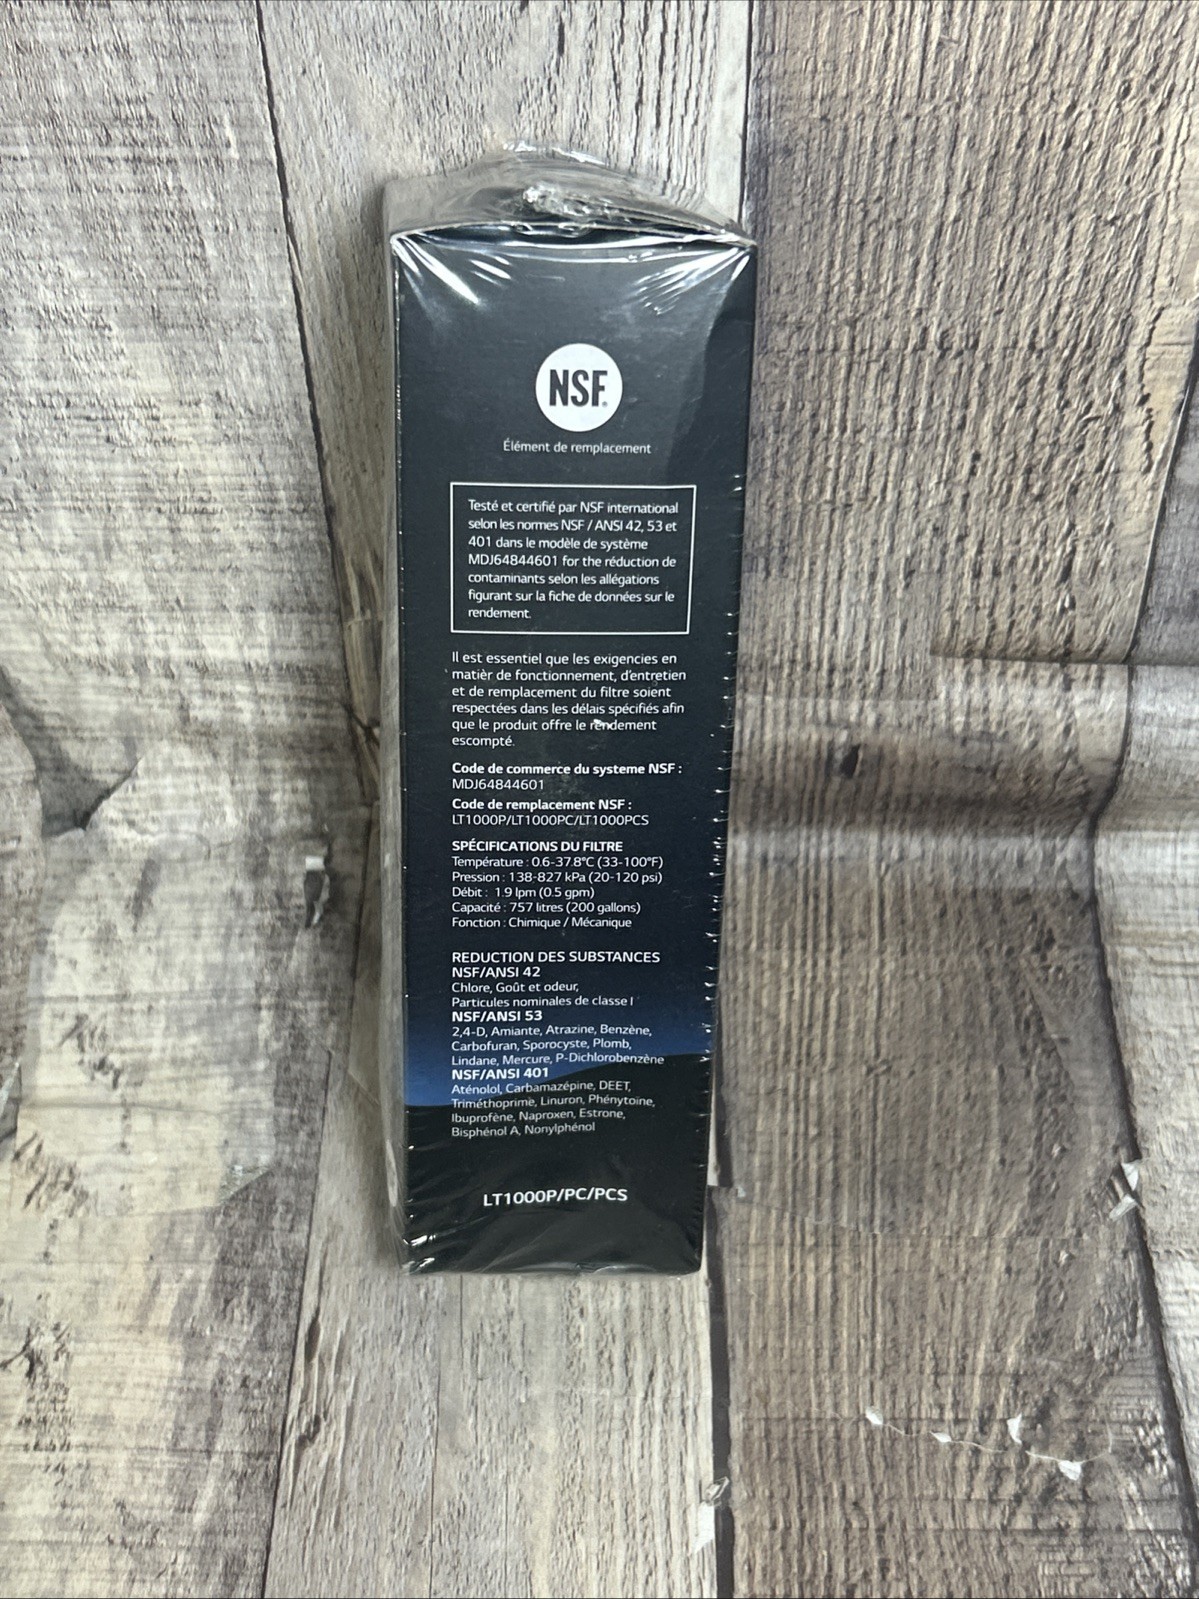 NSF®
Élément de remplacement
Testé et certifié par NSF international
selon les normes NSF / ANSI 42, 53 et
401 dans le modèle de système
MDJ64844601 for the réduction de
contaminants selon les allégations
figurant sur la fiche de données sur le
rendement.
Il est essentiel que les exigencies en
matièr de fonctionnement, d'entretien
et de remplacement du filtre soient
respectées dans les délais spécifiés afin
que le produit offre le rendement
escompté.
Code de commerce du systeme NSF :
MDJ64844601
Code de remplacement NSF :
LT1000P/LT1000PC/LT1000PCS
SPÉCIFICATIONS DU FILTRE
Température : 0.6-37.8°C (33-100°F)
Pression : 138-827 kPa (20-120 psi)
Débit : 1.9 lpm (0.5 gpm)
Capacité : 757 litres (200 gallons)
Fonction : Chimique / Mécanique
REDUCTION DES SUBSTANCES
NSF/ANSI 42
Chlore, Goût et odeur,
Particules nominales de classe I
NSF/ANSI 53
2,4-D, Amiante, Atrazine, Benzène,
Carbofuran, Sporocyste, Plomb,
Lindane, Mercure, P-Dichlorobenzène
NSF/ANSI 401
Aténolol, Carbamazépine, DEET,
Triméthoprime, Linuron, Phénytoïne,
Ibuprofène, Naproxen, Estrone,
Bisphénol A, Nonylphénol
LT1000P/PC/PCS